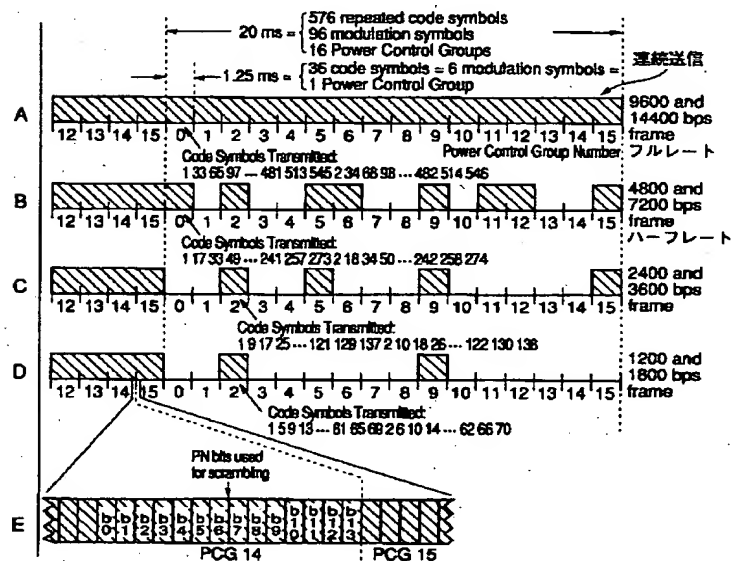 20 ms = { 576 repeated code symbols
96 modulation symbols
16 Power Control Groups
1.25 ms = { 36 code symbols = 6 modulation symbols =
1 Power Control Group
連続送信
A
9600 and
14400 bps
frame
フルレート
12 13 14 15 0 1 2 3 4 5 6 7 8 9 10 11 12 13 14 15
Power Control Group Number
Code Symbols Transmitted:
1 33 65 97 ··· 481 513 545 2 34 66 98 ··· 482 514 546
B
4800 and
7200 bps
frame
ハーフレート
12 13 14 15 0 1 2 3 4 5 6 7 8 9 10 11 12 13 14 15
Code Symbols Transmitted:
1 17 33 49 ··· 241 257 273 2 18 34 50 ··· 242 258 274
C
2400 and
3600 bps
frame
12 13 14 15 0 1 2 3 4 5 6 7 8 9 10 11 12 13 14 15
Code Symbols Transmitted:
1 9 17 25 ··· 121 129 137 2 10 18 26 ··· 122 130 138
D
1200 and
1800 bps
frame
12 13 14 15 0 1 2 3 4 5 6 7 8 9 10 11 12 13 14 15
Code Symbols Transmitted:
1 5 9 13 ··· 61 65 69 2 6 10 14 ··· 62 66 70
PN bits used
for scrambling
E
b0 b1 b2 b3 b4 b5 b6 b7 b8 b9 b10 b11 b12 b13
PCG 14 PCG 15